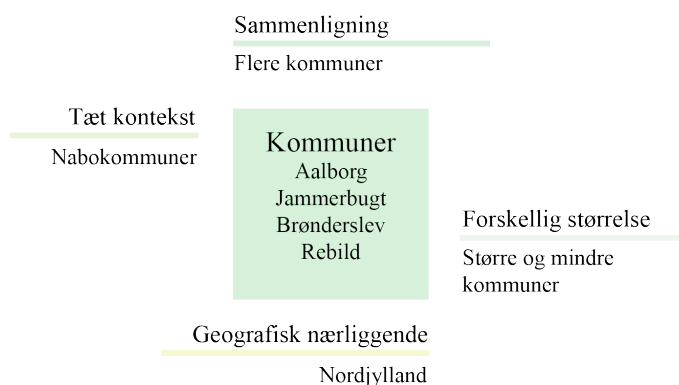 Sammenligning
Flere kommuner
Tæt kontekst
Nabokommuner
Kommuner
Aalborg
Jammerbugt
Brønderslev
Rebild
Forskellig størrelse
Større og mindre
kommuner
Geografisk nærliggende
Nordjylland